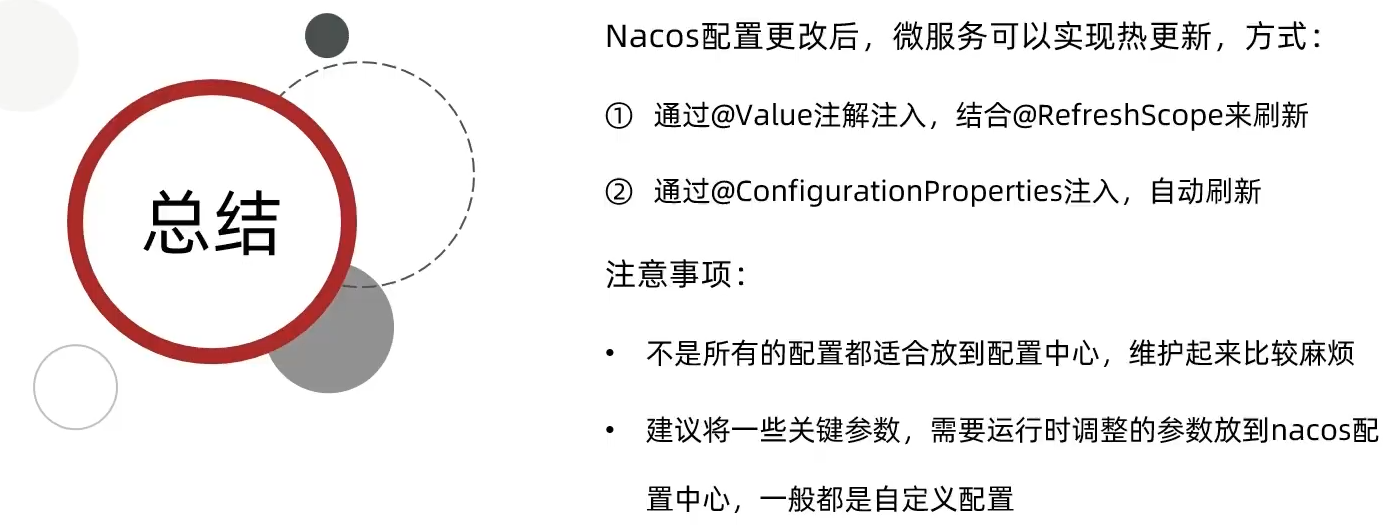 总结
Nacos配置更改后，微服务可以实现热更新，方式：
① 通过@Value注解注入，结合@RefreshScope来刷新
② 通过@ConfigurationProperties注入，自动刷新
注意事项：
• 不是所有的配置都适合放到配置中心，维护起来比较麻烦
• 建议将一些关键参数，需要运行时调整的参数放到nacos配
置中心，一般都是自定义配置